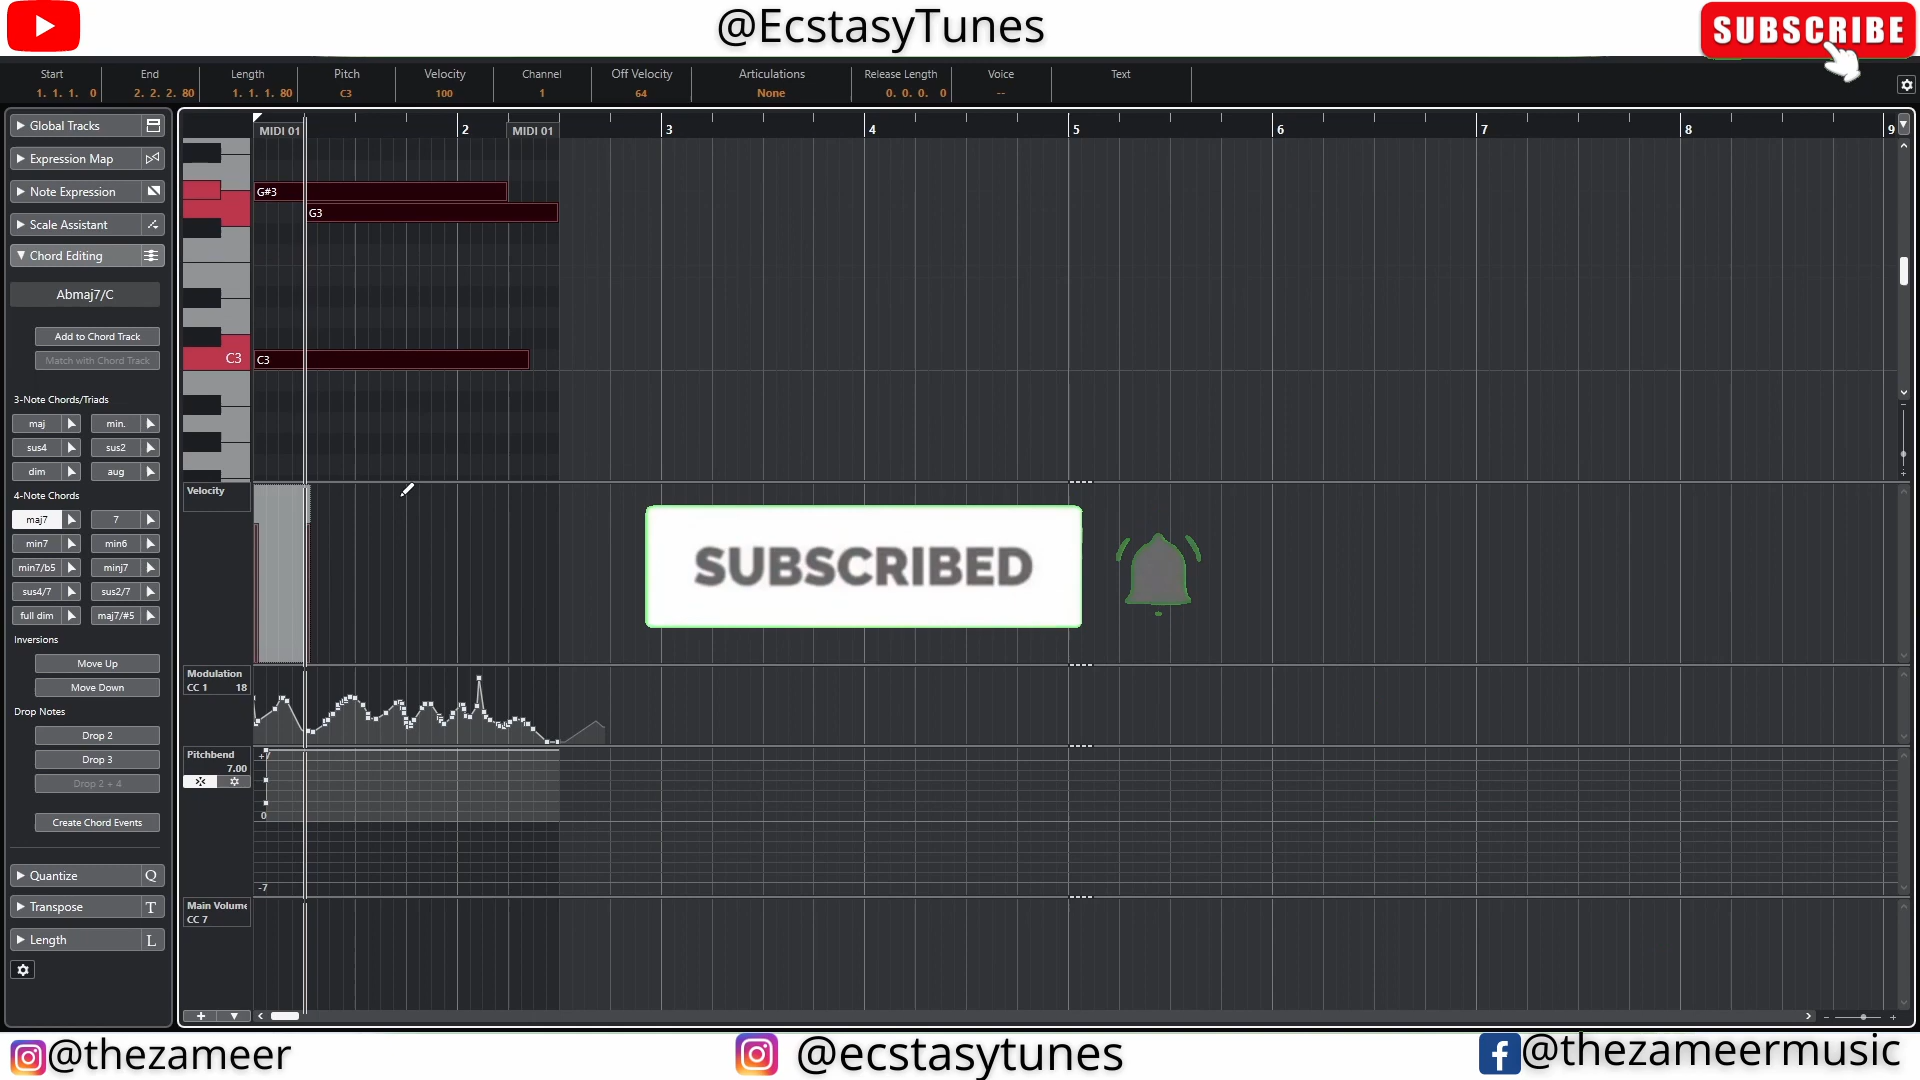 @EcstasyTunes
SUBSCRIBE
Start End Length Pitch Velocity Channel Off Velocity Articulations Release Length Voice Text
1. 1. 1. 0 2. 2. 2. 80 1. 1. 1. 80 C3 100 1 64 None 0. 0. 0. 0 --
Global Tracks
Expression Map
Note Expression
Scale Assistant
Chord Editing
Abmaj7/C
Add to Chord Track
Match with Chord Track
3-Note Chords/Triads
maj min.
sus4 sus2
dim aug
4-Note Chords
maj7 7
min7 min6
min7/b5 minj7
sus4/7 sus2/7
full dim maj7/#5
Inversions
Move Up
Move Down
Drop Notes
Drop 2
Drop 3
Drop 2 + 4
Create Chord Events
Quantize Q
Transpose T
Length L
2 3 4 5 6 7 8 9
MIDI 01 MIDI 01
G#3
G3
C3 C3
Velocity
SUBSCRIBED
Modulation
CC 1 18
Pitchbend
7.00
+7
0
-7
Main Volume
CC 7
@thezameer
@ecstasytunes
@thezameermusic